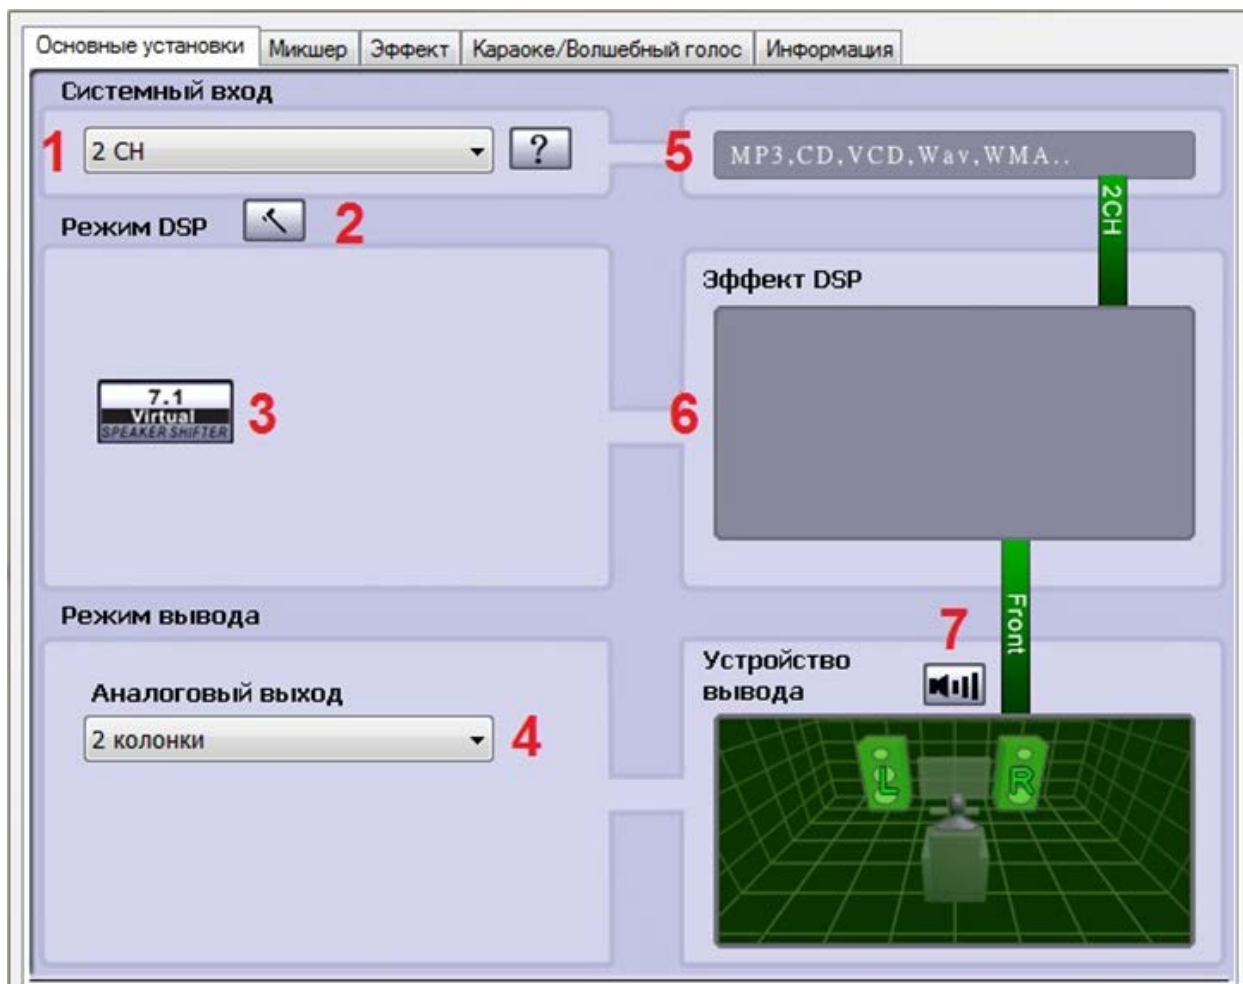 Основные установки
Микшер
Эффект
Караоке/Волшебный голос
Информация
Системный вход
1
2 CH
?
5
MP3,CD,VCD,Wav,WMA..
2CH
Режим DSP
2
Эффект DSP
7.1
Virtual
SPEAKER SHIFTER
3
6
Front
Режим вывода
7
Устройство
вывода
Аналоговый выход
2 колонки
4
L
R